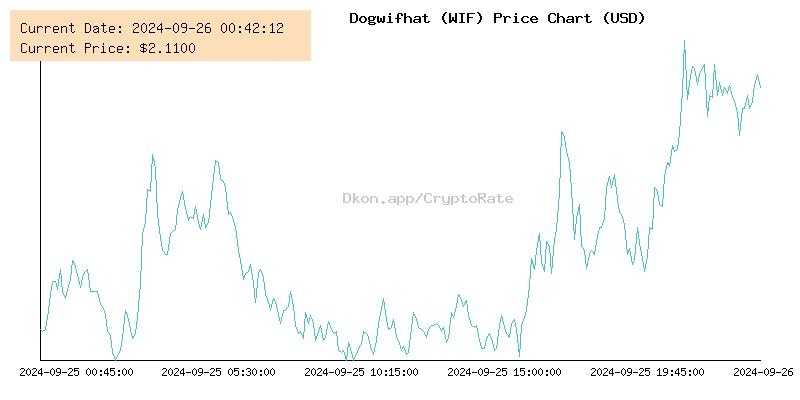 Dogwifhat (WIF) Price Chart (USD)
Current Date: 2024-09-26 00:42:12
Current Price: $2.1100
Dkon.app/CryptoRate
2024-09-25 00:45:00 2024-09-25 05:30:00 2024-09-25 10:15:00 2024-09-25 15:00:00 2024-09-25 19:45:00 2024-09-26